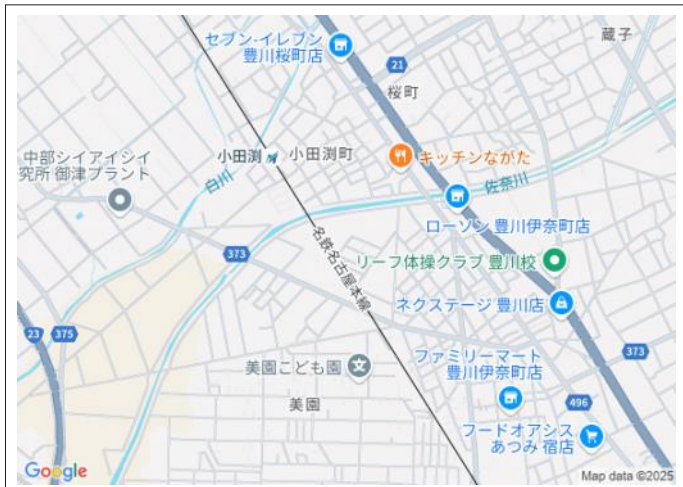 セブン-イレブン
豊川桜町店
蔵子
21
桜町
小田渕
小田渕町
キッチンながた
中部シイアイシイ
究所 御津プラント
白川
佐奈川
ローソン 豊川伊奈町店
373
名鉄名古屋本線
リーフ体操クラブ 豊川校
ネクステージ 豊川店
23
375
373
ファミリーマート
豊川伊奈町店
美園こども園
美園
496
フードオアシス
あつみ 宿店
Google
Map data ©2025